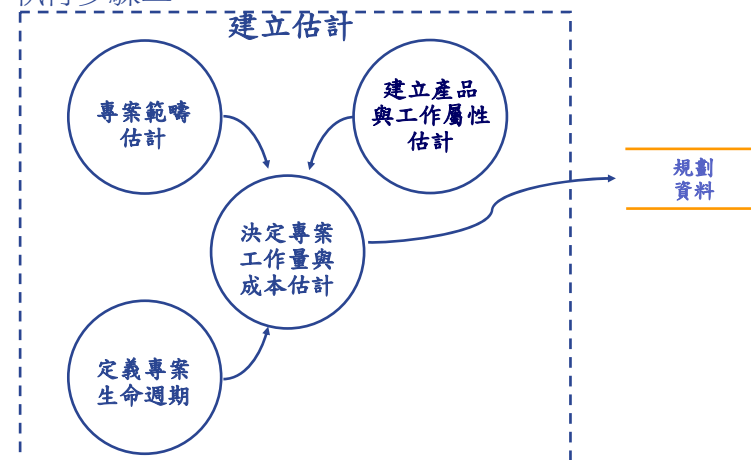 建立估計
專案範疇
估計
建立產品
與工作屬性
估計
規劃
資料
決定專案
工作量與
成本估計
定義專案
生命週期